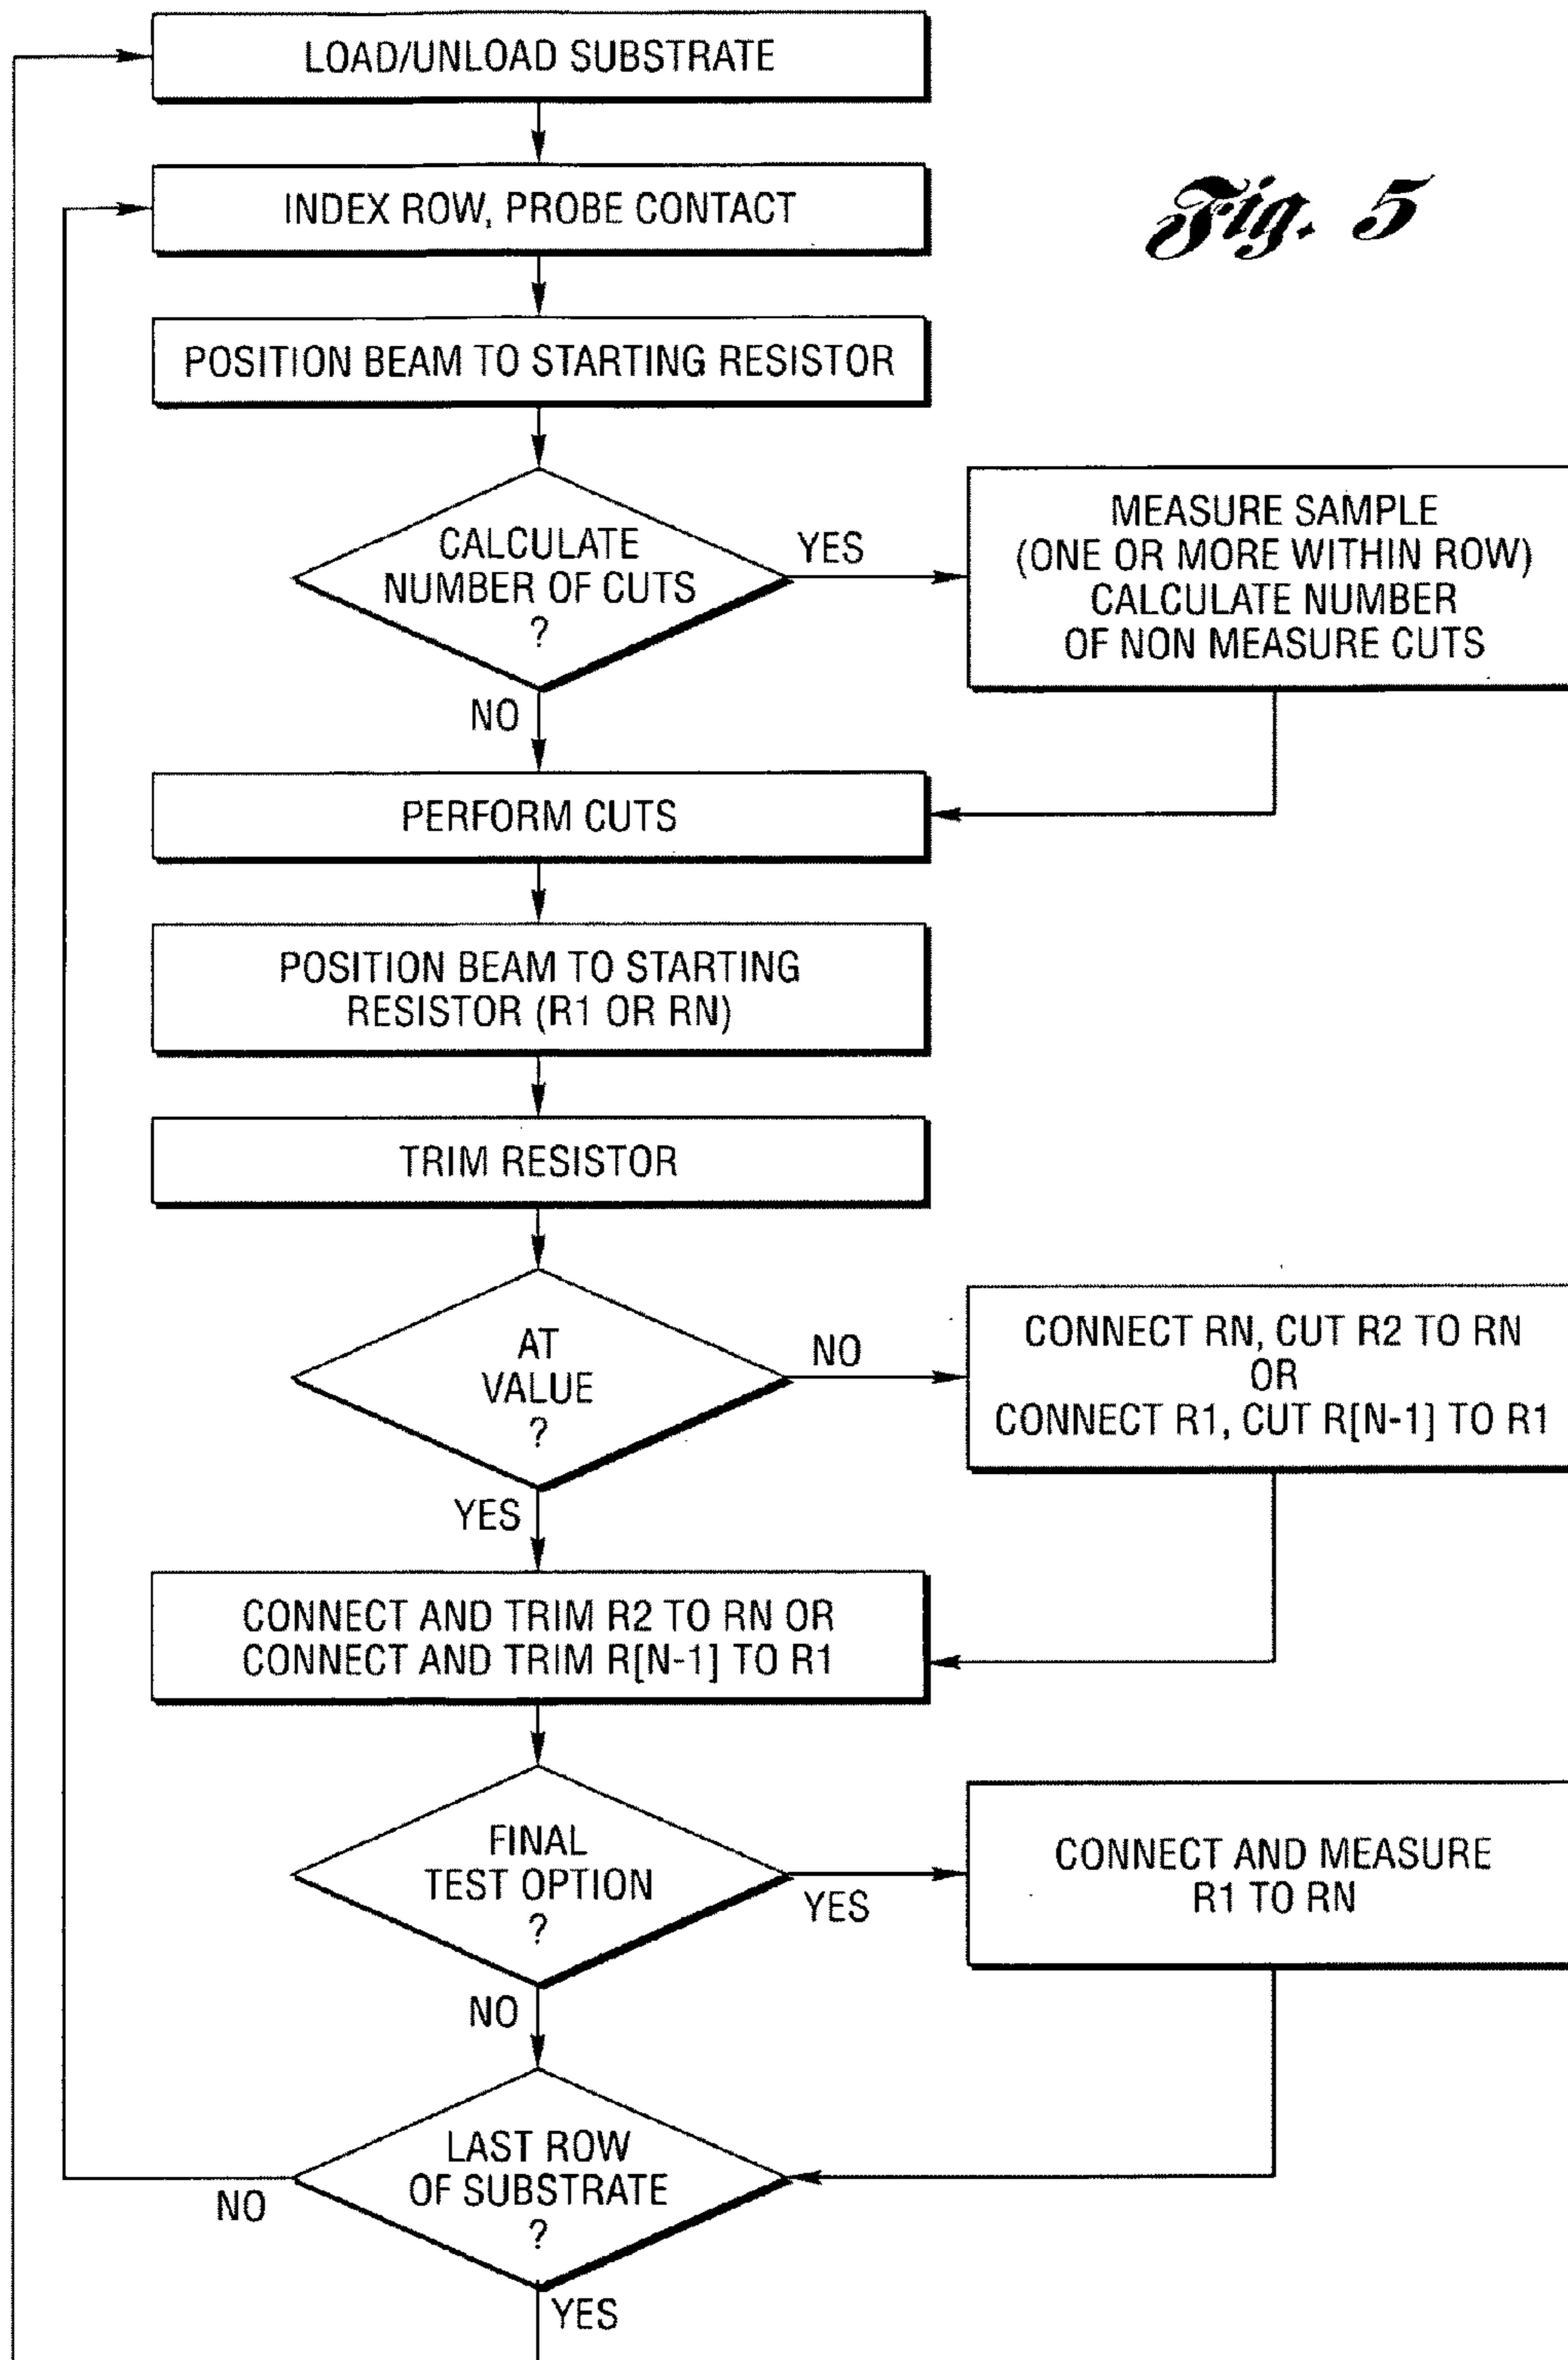 LOAD/UNLOAD SUBSTRATE
INDEX ROW, PROBE CONTACT
Fig. 5
POSITION BEAM TO STARTING RESISTOR
CALCULATE
NUMBER OF CUTS
?
YES
MEASURE SAMPLE
(ONE OR MORE WITHIN ROW)
CALCULATE NUMBER
OF NON MEASURE CUTS
NO
PERFORM CUTS
POSITION BEAM TO STARTING
RESISTOR (R1 OR RN)
TRIM RESISTOR
AT
VALUE
?
NO
CONNECT RN, CUT R2 TO RN
OR
CONNECT R1, CUT R[N-1] TO R1
YES
CONNECT AND TRIM R2 TO RN OR
CONNECT AND TRIM R[N-1] TO R1
FINAL
TEST OPTION
?
YES
CONNECT AND MEASURE
R1 TO RN
NO
LAST ROW
OF SUBSTRATE
?
NO
YES